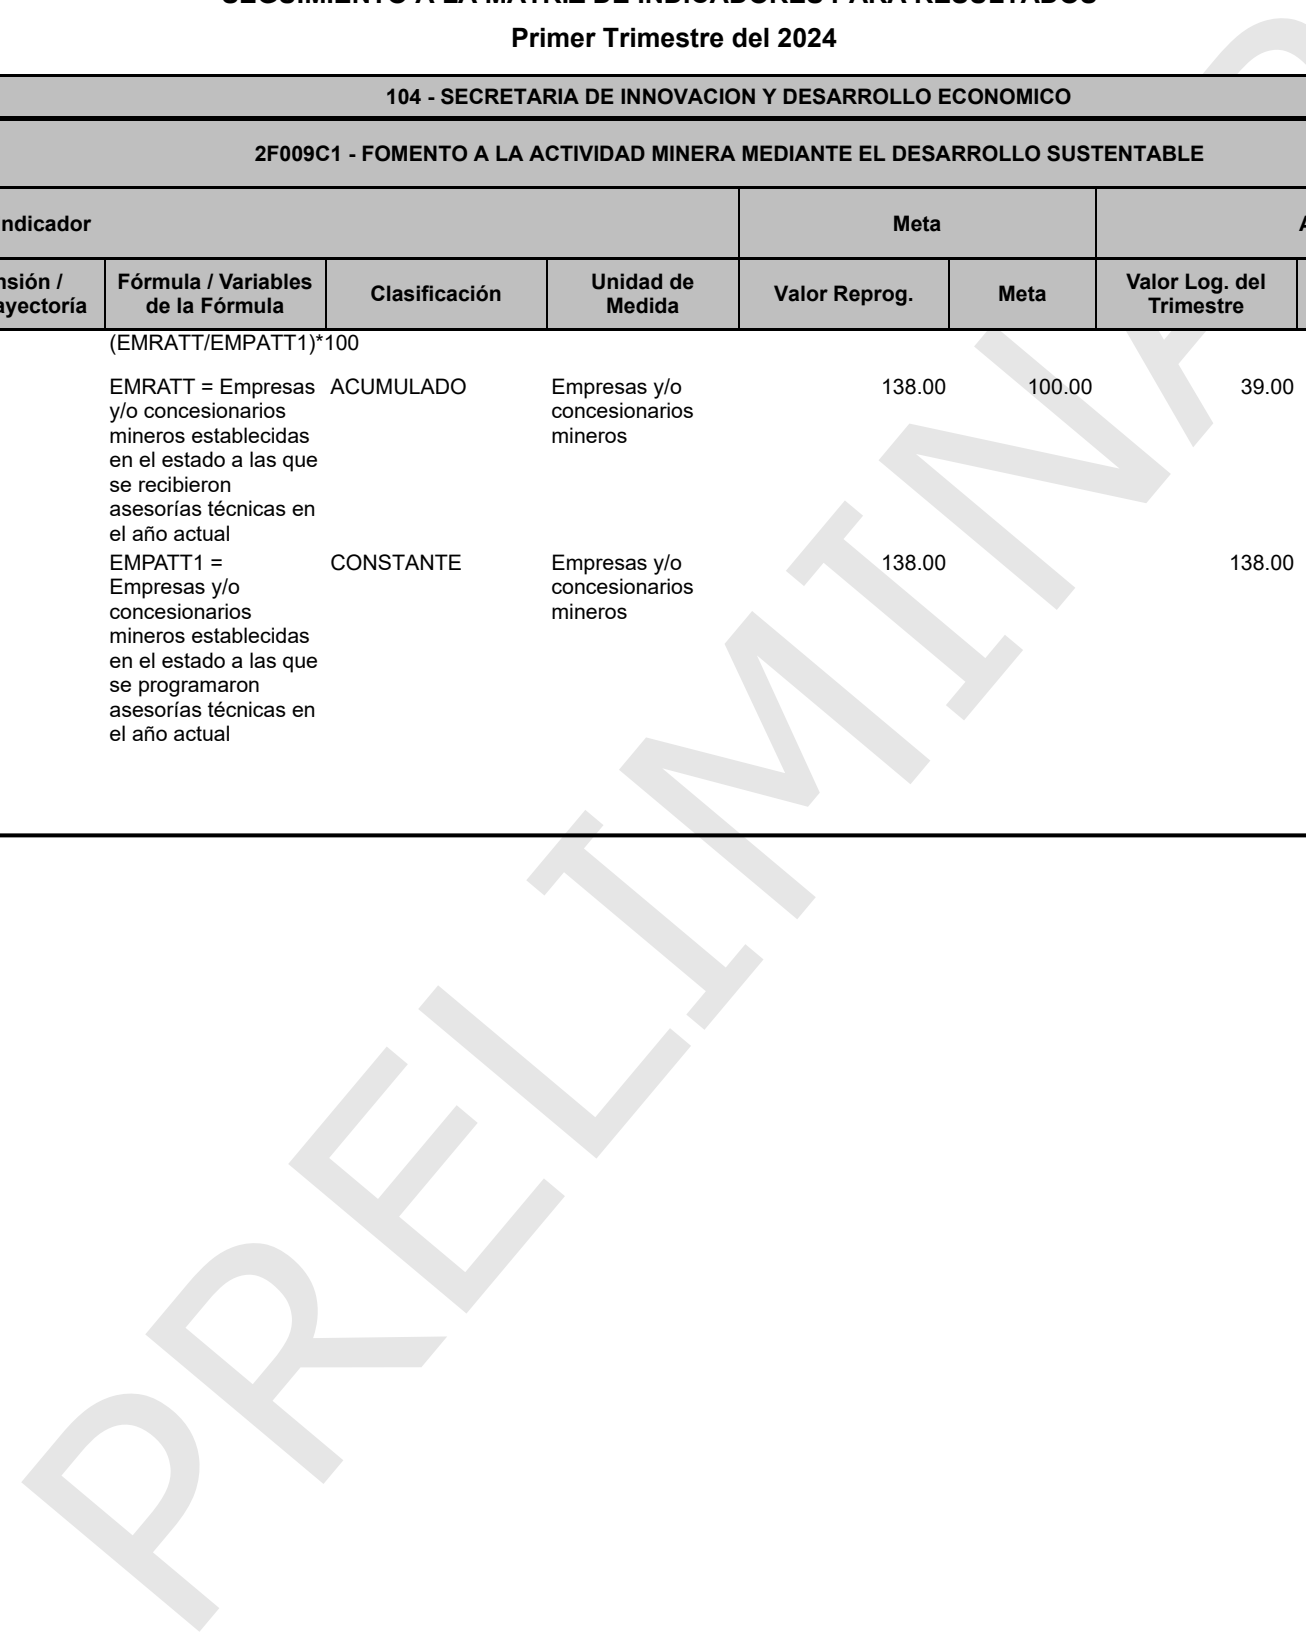 Primer Trimestre del 2024
104 - SECRETARIA DE INNOVACION Y DESARROLLO ECONOMICO
2F009C1 - FOMENTO A LA ACTIVIDAD MINERA MEDIANTE EL DESARROLLO SUSTENTABLE
ndicador
Meta
A
nsión /
ayectoría
Fórmula / Variables
de la Fórmula
Clasificación
Unidad de
Medida
Valor Reprog.
Meta
Valor Log. del
Trimestre
(EMRATT/EMPATT1)*100
EMRATT = Empresas
y/o concesionarios
mineros establecidas
en el estado a las que
se recibieron
asesorías técnicas en
el año actual
ACUMULADO
Empresas y/o
concesionarios
mineros
138.00
100.00
39.00
EMPATT1 =
Empresas y/o
concesionarios
mineros establecidas
en el estado a las que
se programaron
asesorías técnicas en
el año actual
CONSTANTE
Empresas y/o
concesionarios
mineros
138.00
138.00
PRELIMINA